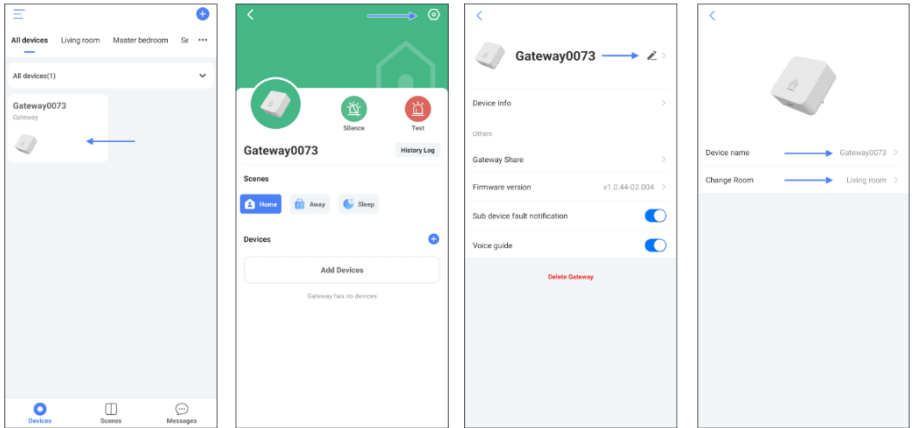 All devices Living room Master bedroom Se •••
All devices(1)
Gateway0073
Gateway
Devices Scenes Messages
Silence Test
Gateway0073 History Log
Scenes
Home Away Sleep
Devices
Add Devices
Gateway has no devices
Gateway0073
Device Info
Others
Gateway Share
Firmware version v1.0.44-02.004
Sub device fault notification
Voice guide
Delete Gateway
Device name Gateway0073
Change Room Living room